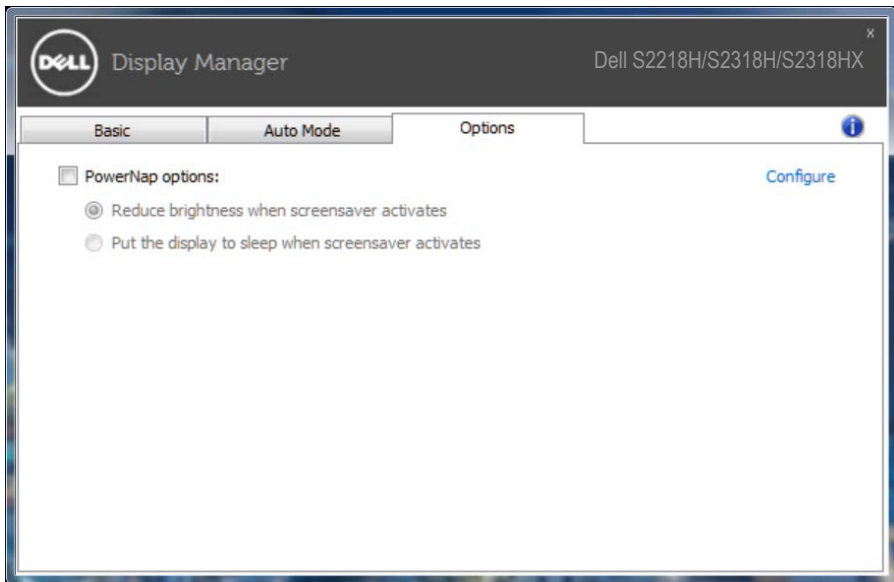 DELL
Display Manager
Dell S2218H/S2318H/S2318HX
x
Basic
Auto Mode
Options
i
PowerNap options:
Configure
Reduce brightness when screensaver activates
Put the display to sleep when screensaver activates